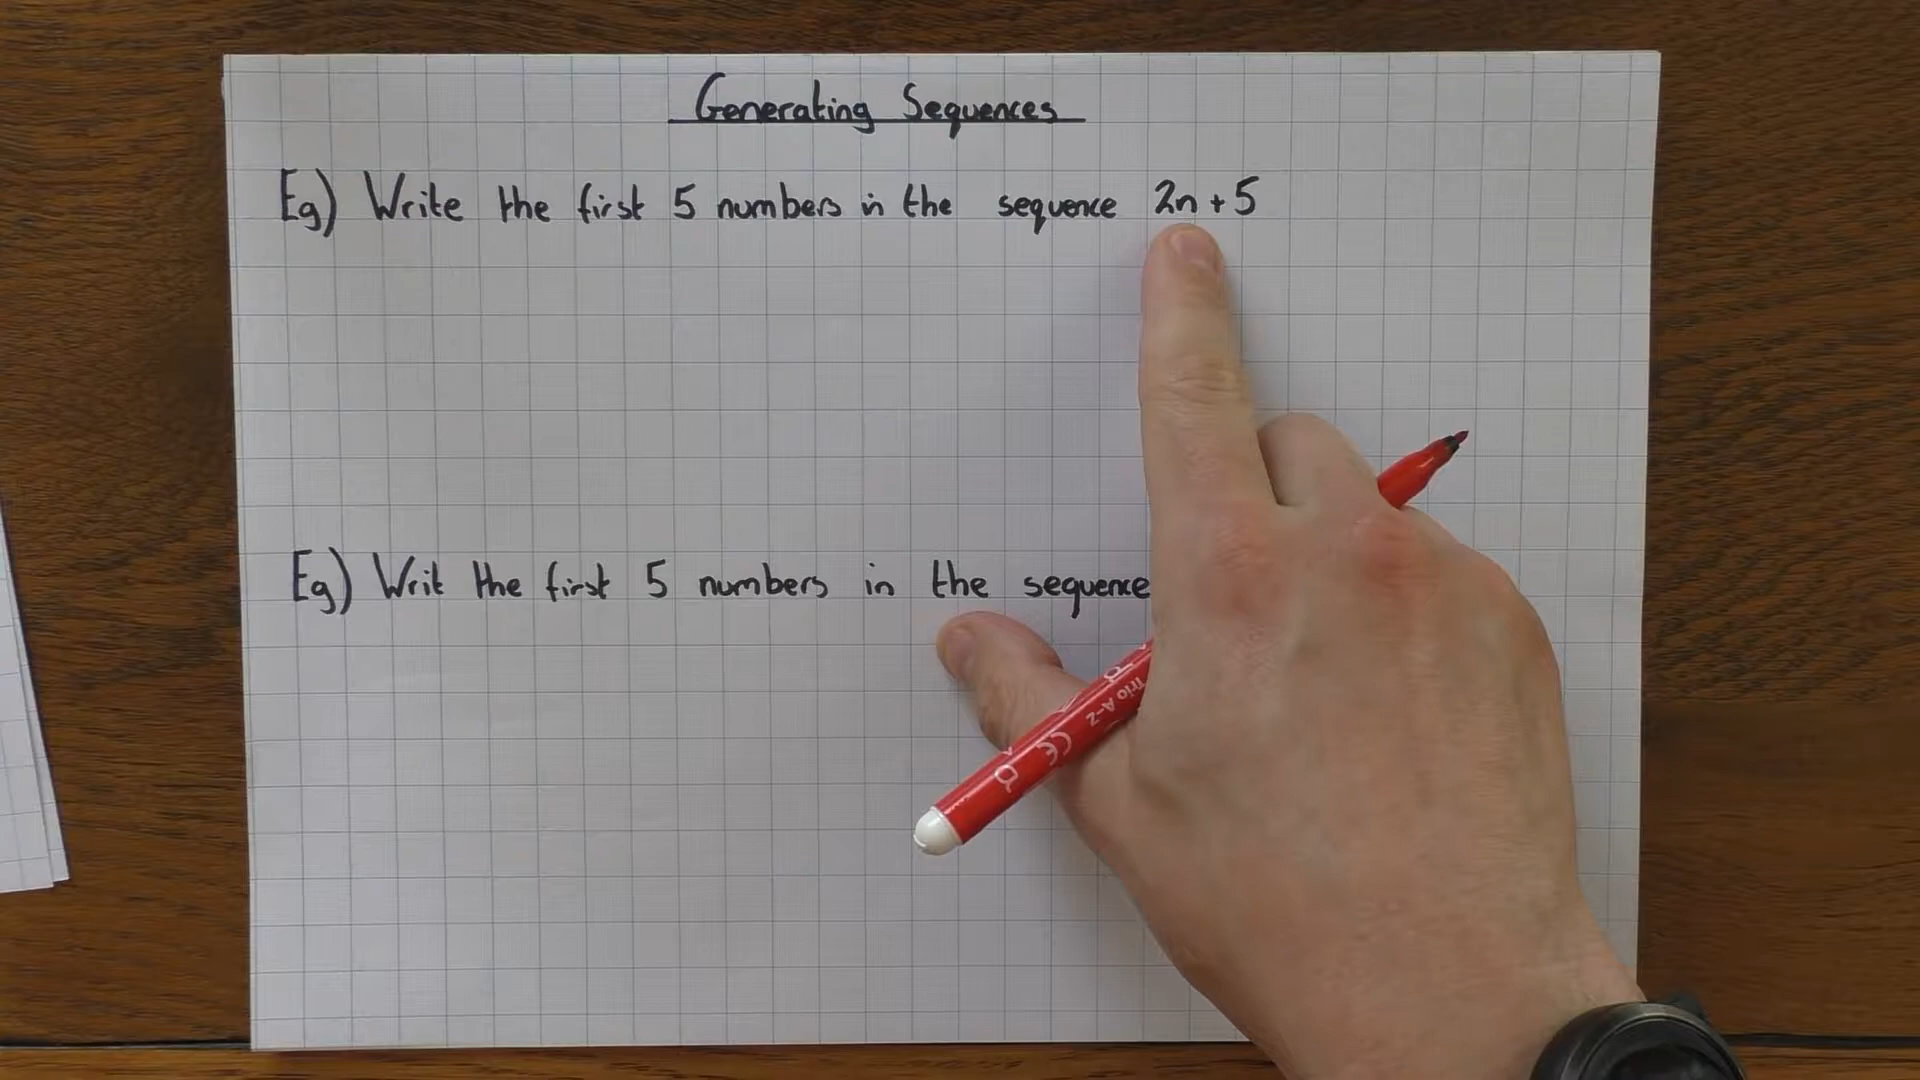 Generating Sequences
Eg) Write the first 5 numbers in the sequence 2n + 5
Eg) Writ the first 5 numbers in the sequence
Trio A-Z
CE